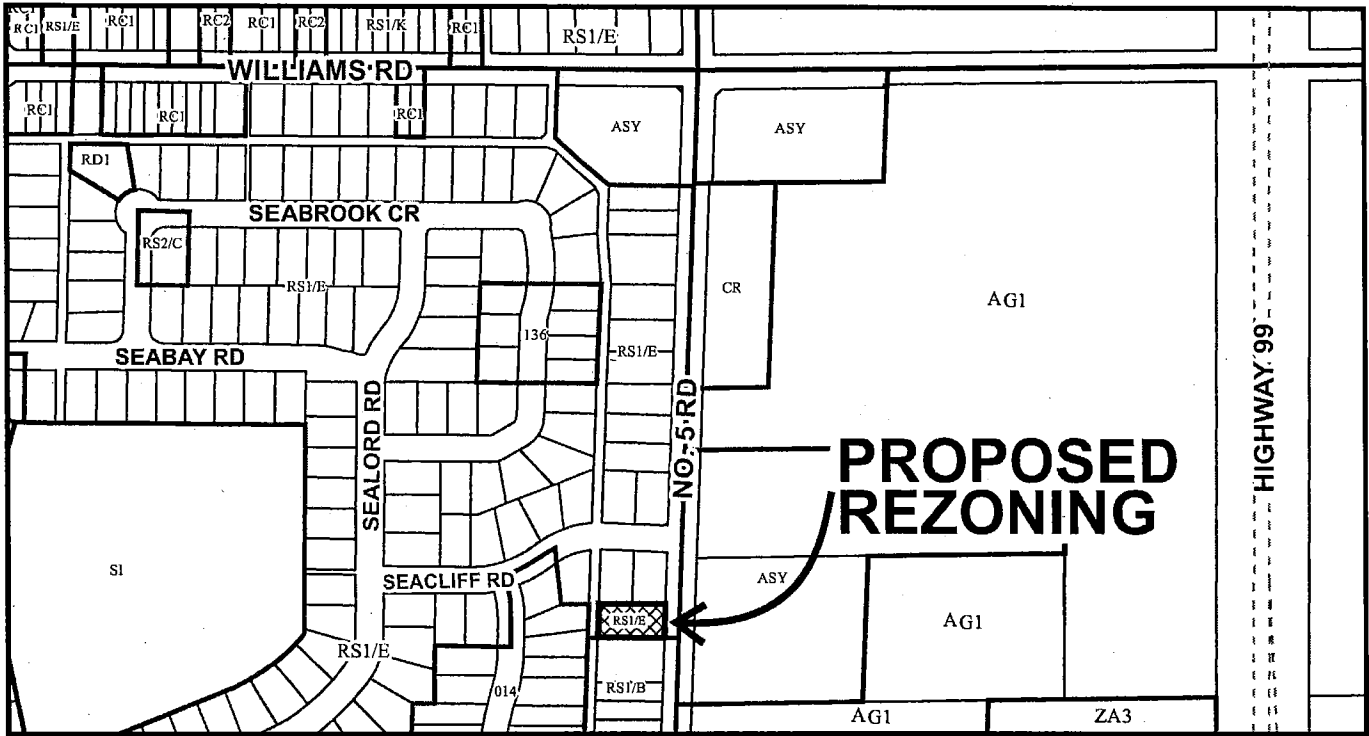 RC1
RC1
RS1/E
RC1
RC2
RC1
RC2
RS1/K
RC1
RS1/E
WILLIAMS RD
RC1
RC1
RC1
ASY
ASY
RD1
SEABROOK CR
RS2/C
RS1/E
CR
AG1
136
RS1/E
SEABAY RD
SEALORD RD
NO. 5 RD
HIGHWAY 99
PROPOSED
REZONING
S1
SEACLIFF RD
ASY
RS1/E
AG1
RS1/E
014
RS1/B
AG1
ZA3